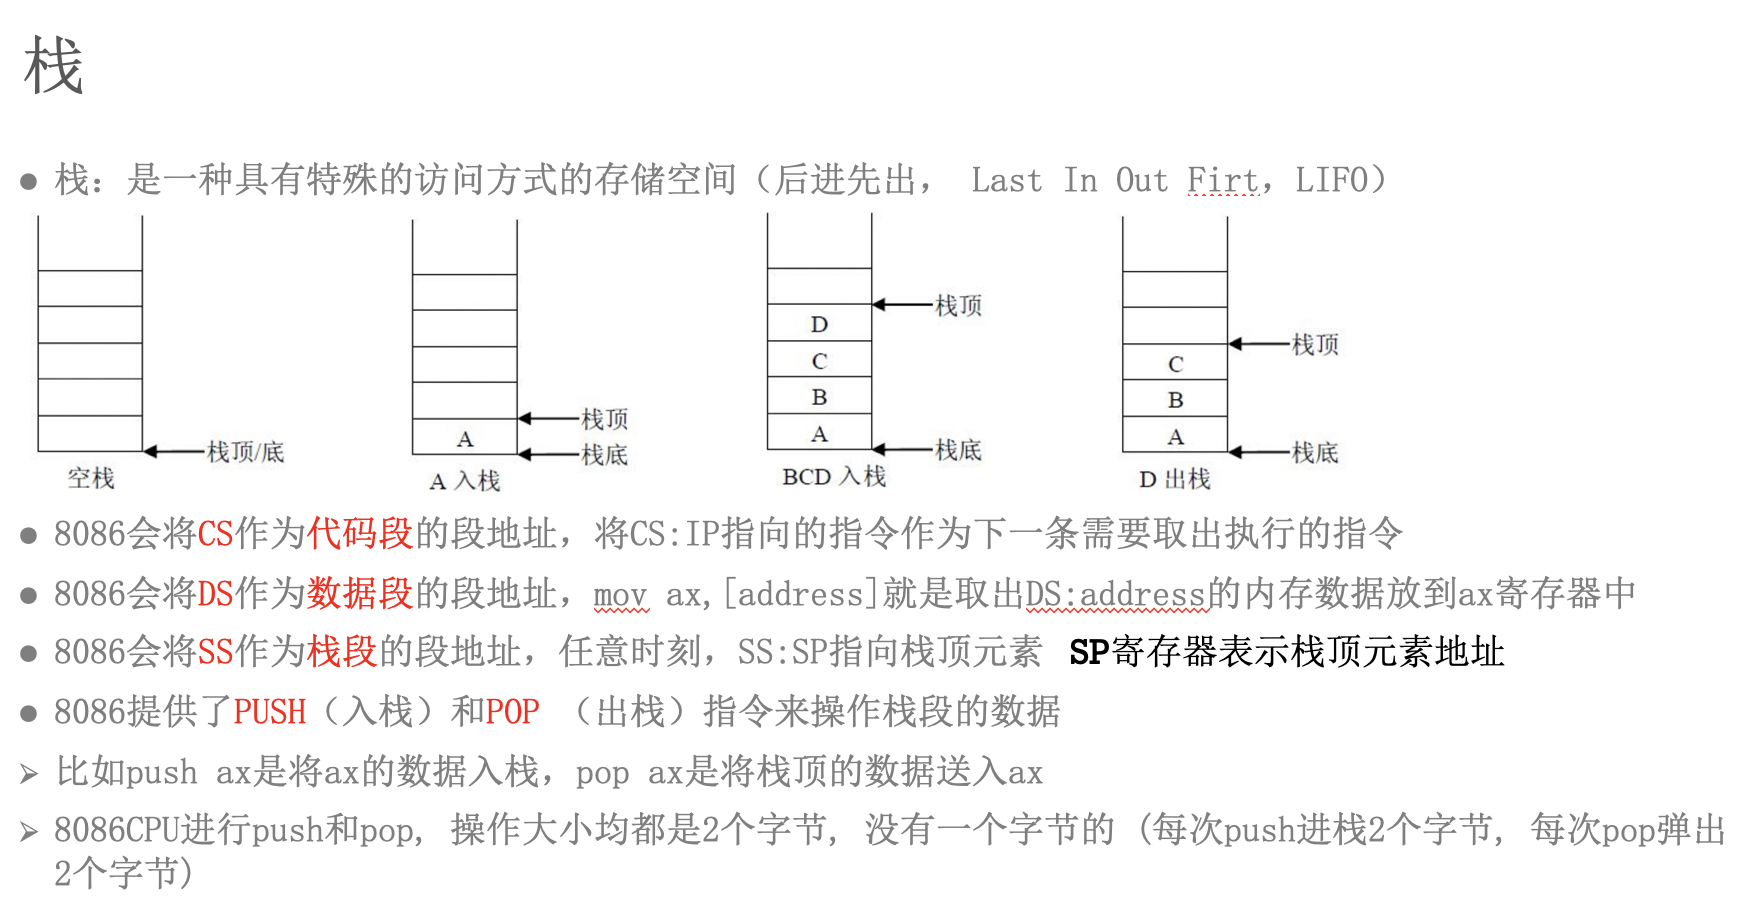 栈
● 栈：是一种具有特殊的访问方式的存储空间（后进先出， Last In Out Firt，LIFO）
栈顶/底
空栈
A
栈顶
栈底
A 入栈
D
C
B
A
栈顶
栈底
BCD 入栈
C
B
A
栈顶
栈底
D 出栈
● 8086会将CS作为代码段的段地址，将CS:IP指向的指令作为下一条需要取出执行的指令
● 8086会将DS作为数据段的段地址，mov ax,[address]就是取出DS:address的内存数据放到ax寄存器中
● 8086会将SS作为栈段的段地址，任意时刻，SS:SP指向栈顶元素 SP寄存器表示栈顶元素地址
● 8086提供了PUSH（入栈）和POP （出栈）指令来操作栈段的数据
➢ 比如push ax是将ax的数据入栈，pop ax是将栈顶的数据送入ax
➢ 8086CPU进行push和pop, 操作大小均都是2个字节, 没有一个字节的 (每次push进栈2个字节, 每次pop弹出
2个字节)